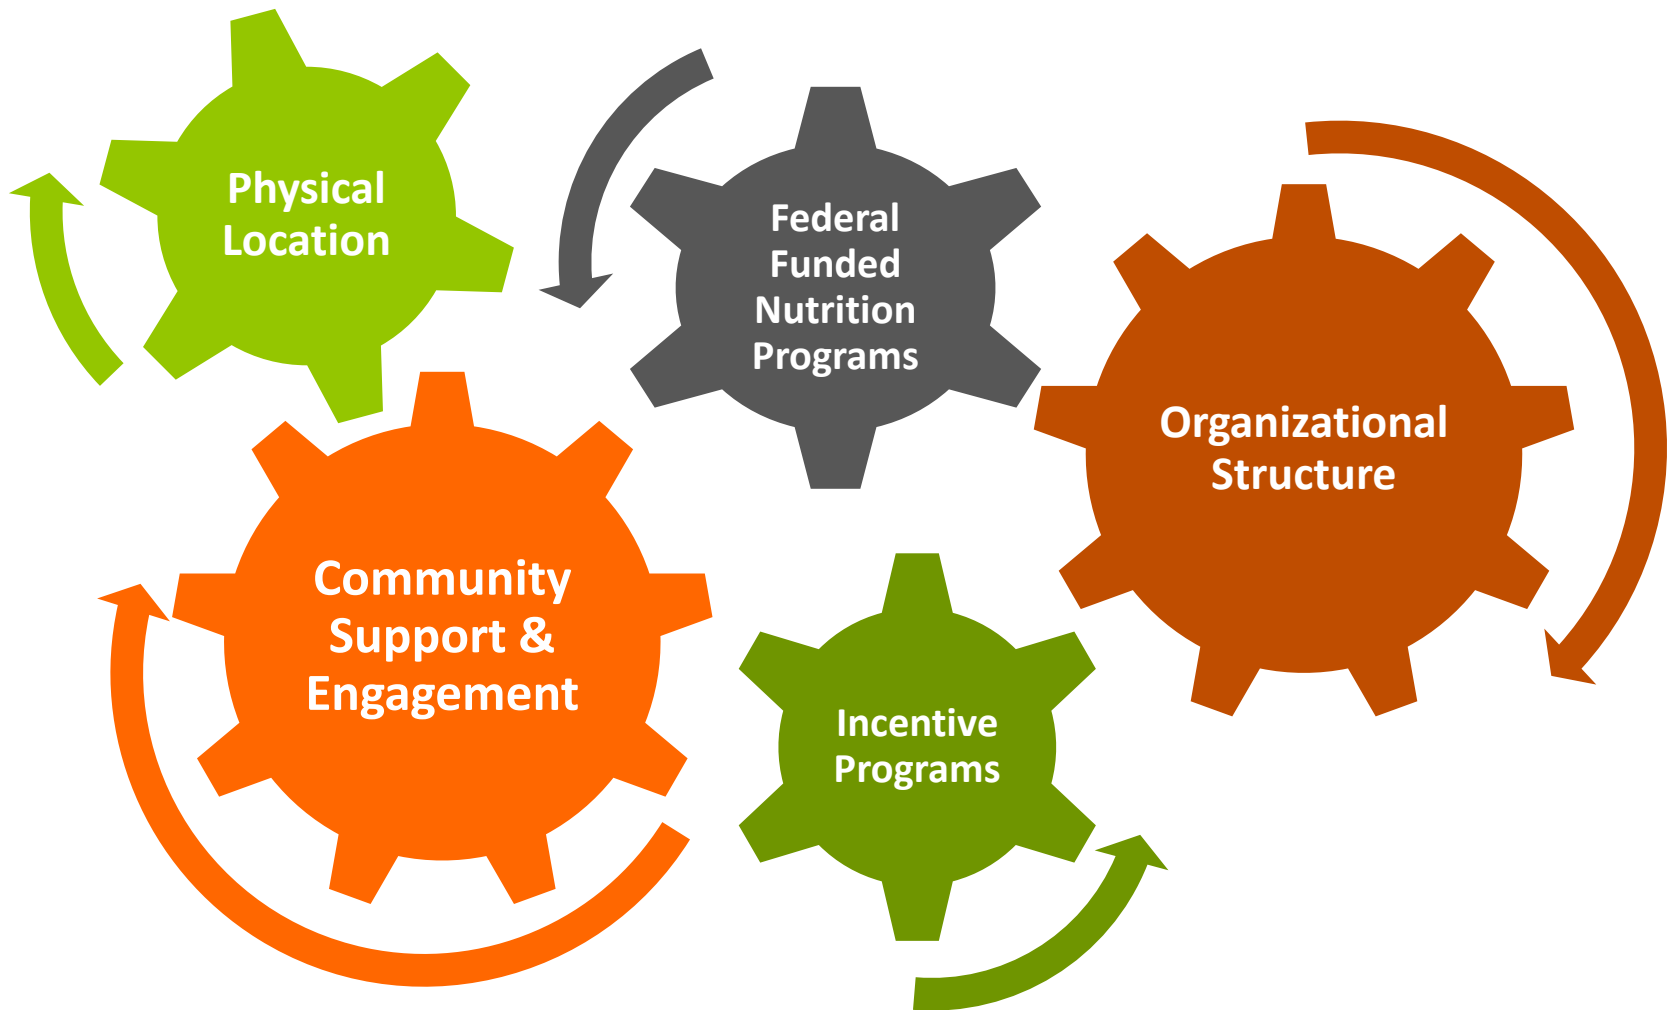 Physical
Location
Federal
Funded
Nutrition
Programs
Organizational
Structure
Community
Support &
Engagement
Incentive
Programs